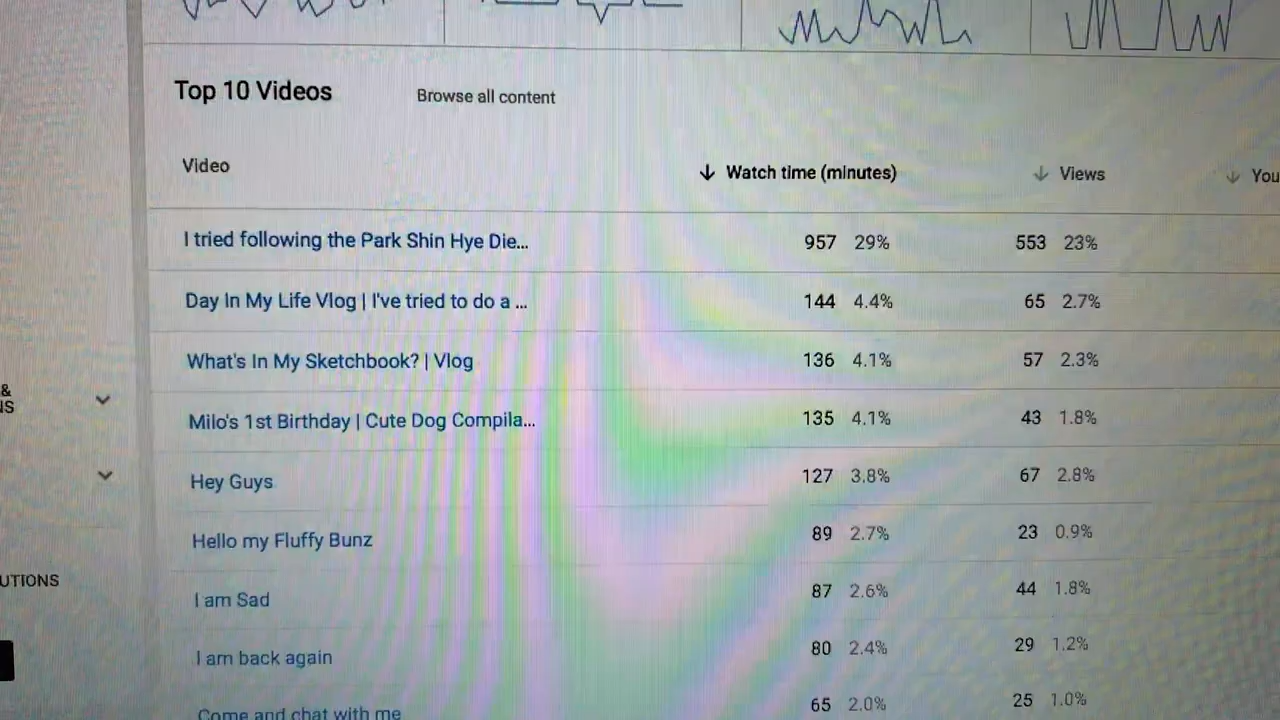 Top 10 Videos Browse all content
Video Watch time (minutes) Views You
I tried following the Park Shin Hye Die... 957 29% 553 23%
Day In My Life Vlog | I've tried to do a ... 144 4.4% 65 2.7%
What's In My Sketchbook? | Vlog 136 4.1% 57 2.3%
&
NS
Milo's 1st Birthday | Cute Dog Compila... 135 4.1% 43 1.8%
Hey Guys 127 3.8% 67 2.8%
Hello my Fluffy Bunz 89 2.7% 23 0.9%
UTIONS
I am Sad 87 2.6% 44 1.8%
I am back again 80 2.4% 29 1.2%
Come and chat with me 65 2.0% 25 1.0%